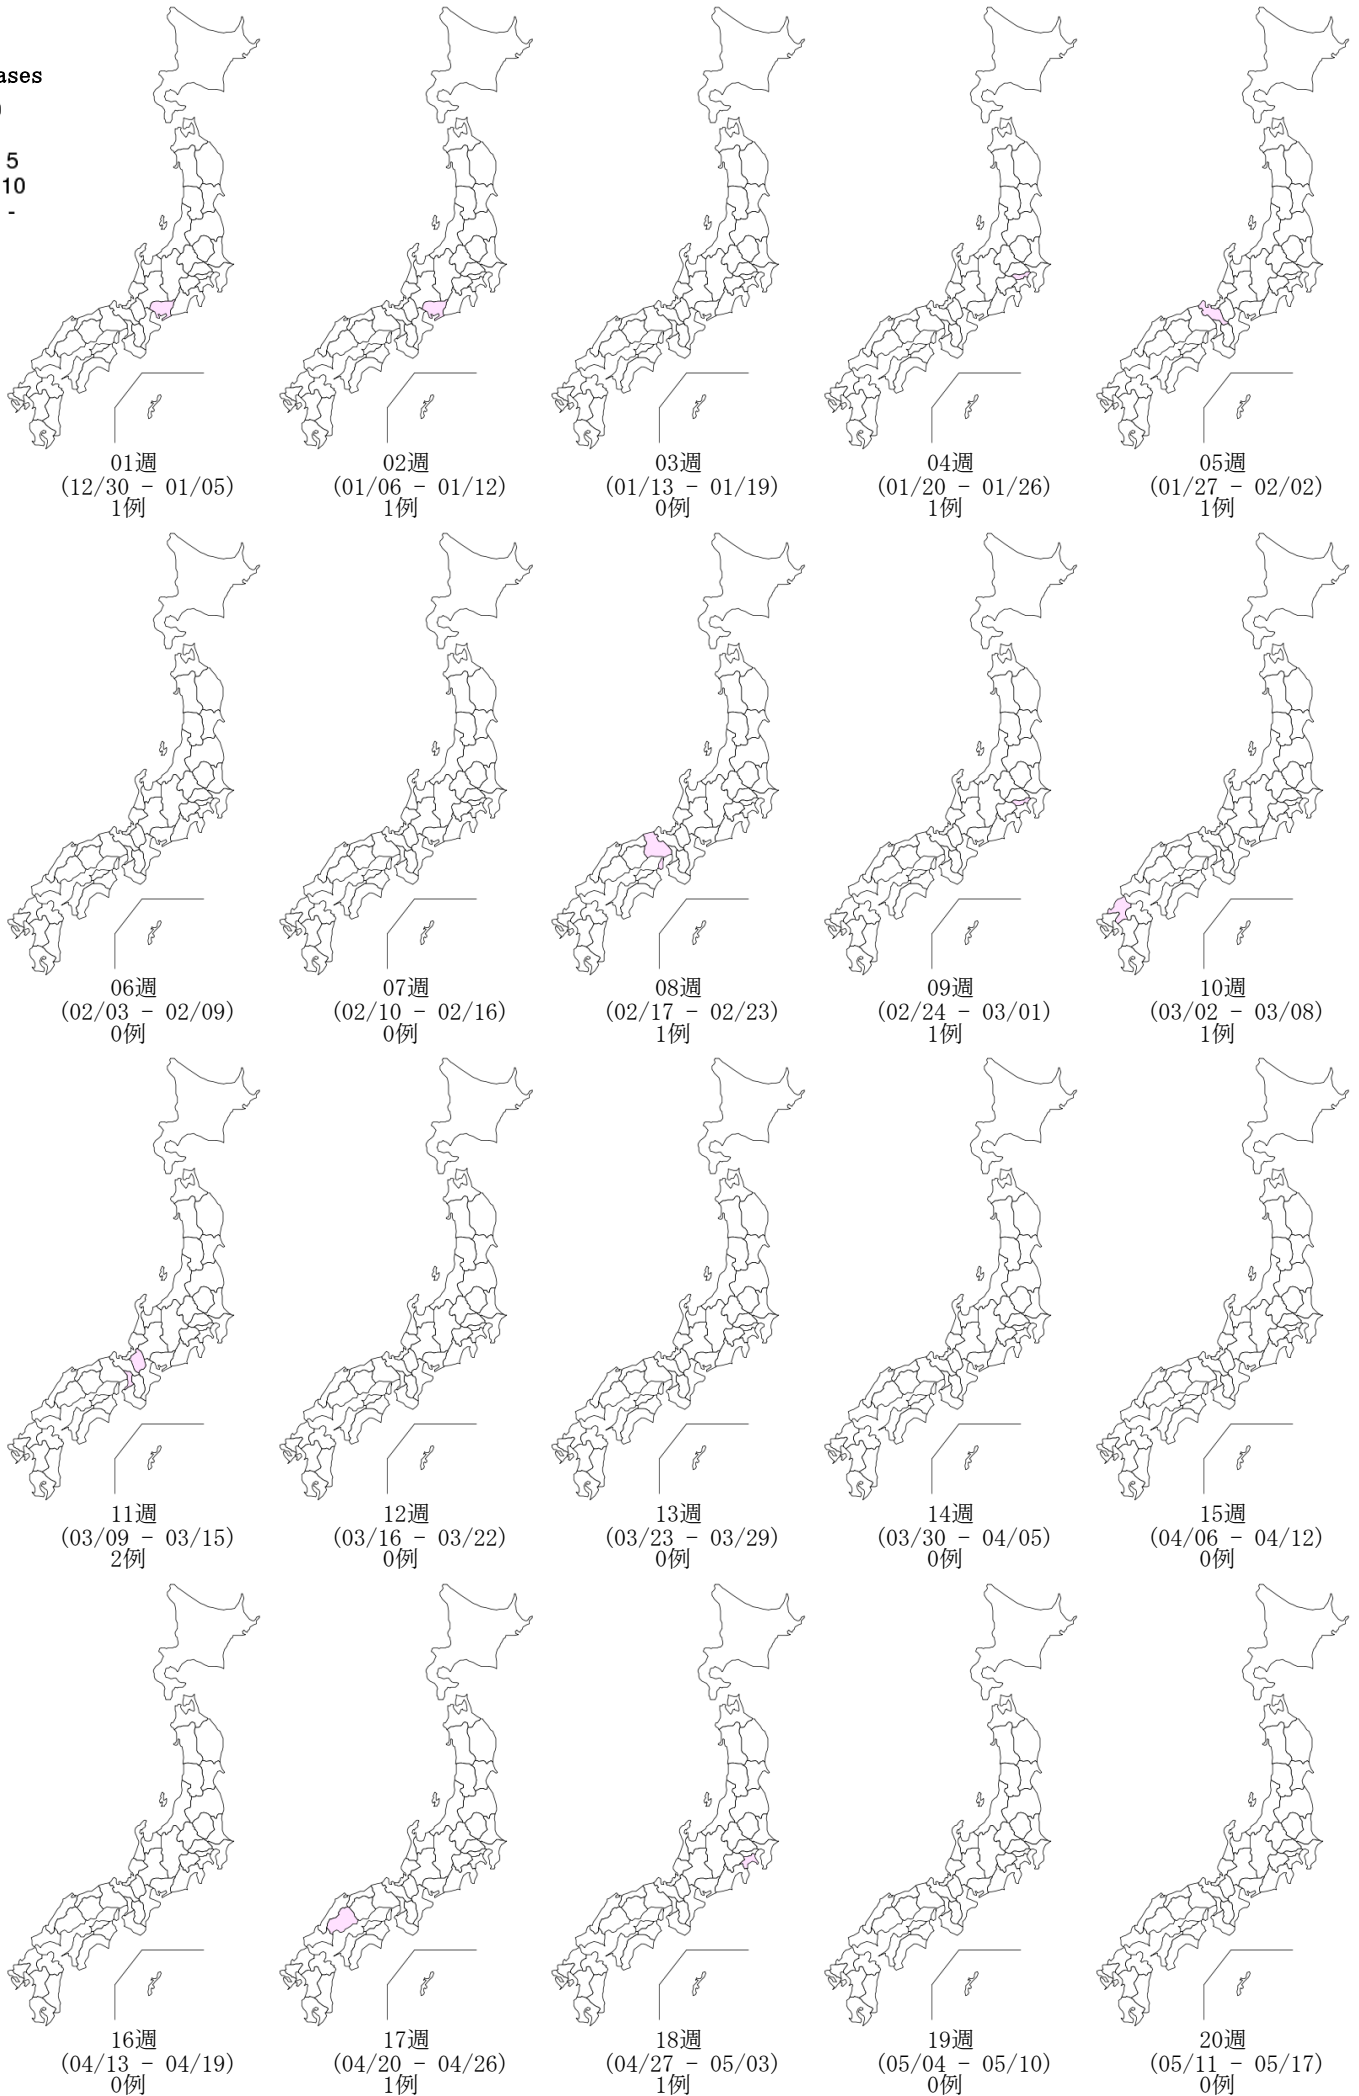 ases
5
10
-
01週
(12/30 - 01/05)
1例
02週
(01/06 - 01/12)
1例
03週
(01/13 - 01/19)
0例
04週
(01/20 - 01/26)
1例
05週
(01/27 - 02/02)
1例
06週
(02/03 - 02/09)
0例
07週
(02/10 - 02/16)
0例
08週
(02/17 - 02/23)
1例
09週
(02/24 - 03/01)
1例
10週
(03/02 - 03/08)
1例
11週
(03/09 - 03/15)
2例
12週
(03/16 - 03/22)
0例
13週
(03/23 - 03/29)
0例
14週
(03/30 - 04/05)
0例
15週
(04/06 - 04/12)
0例
16週
(04/13 - 04/19)
0例
17週
(04/20 - 04/26)
1例
18週
(04/27 - 05/03)
1例
19週
(05/04 - 05/10)
0例
20週
(05/11 - 05/17)
0例